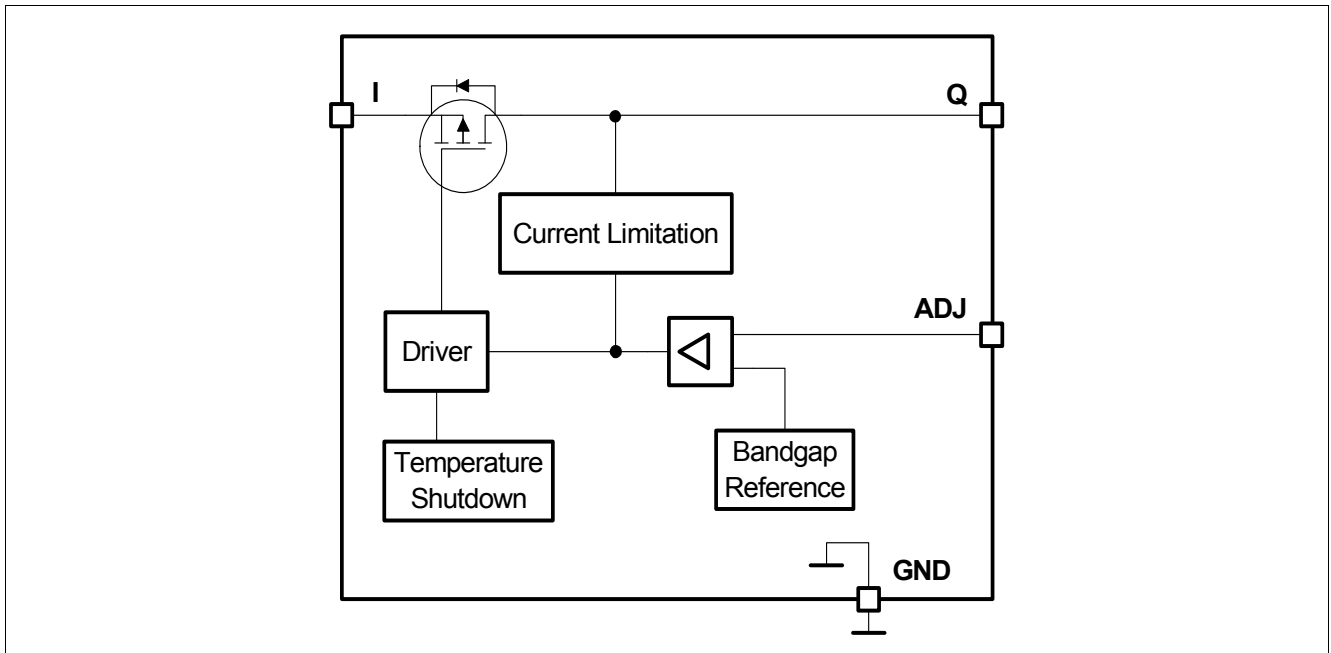 I
Q
Current Limitation
ADJ
Driver
Temperature
Shutdown
Bandgap
Reference
GND